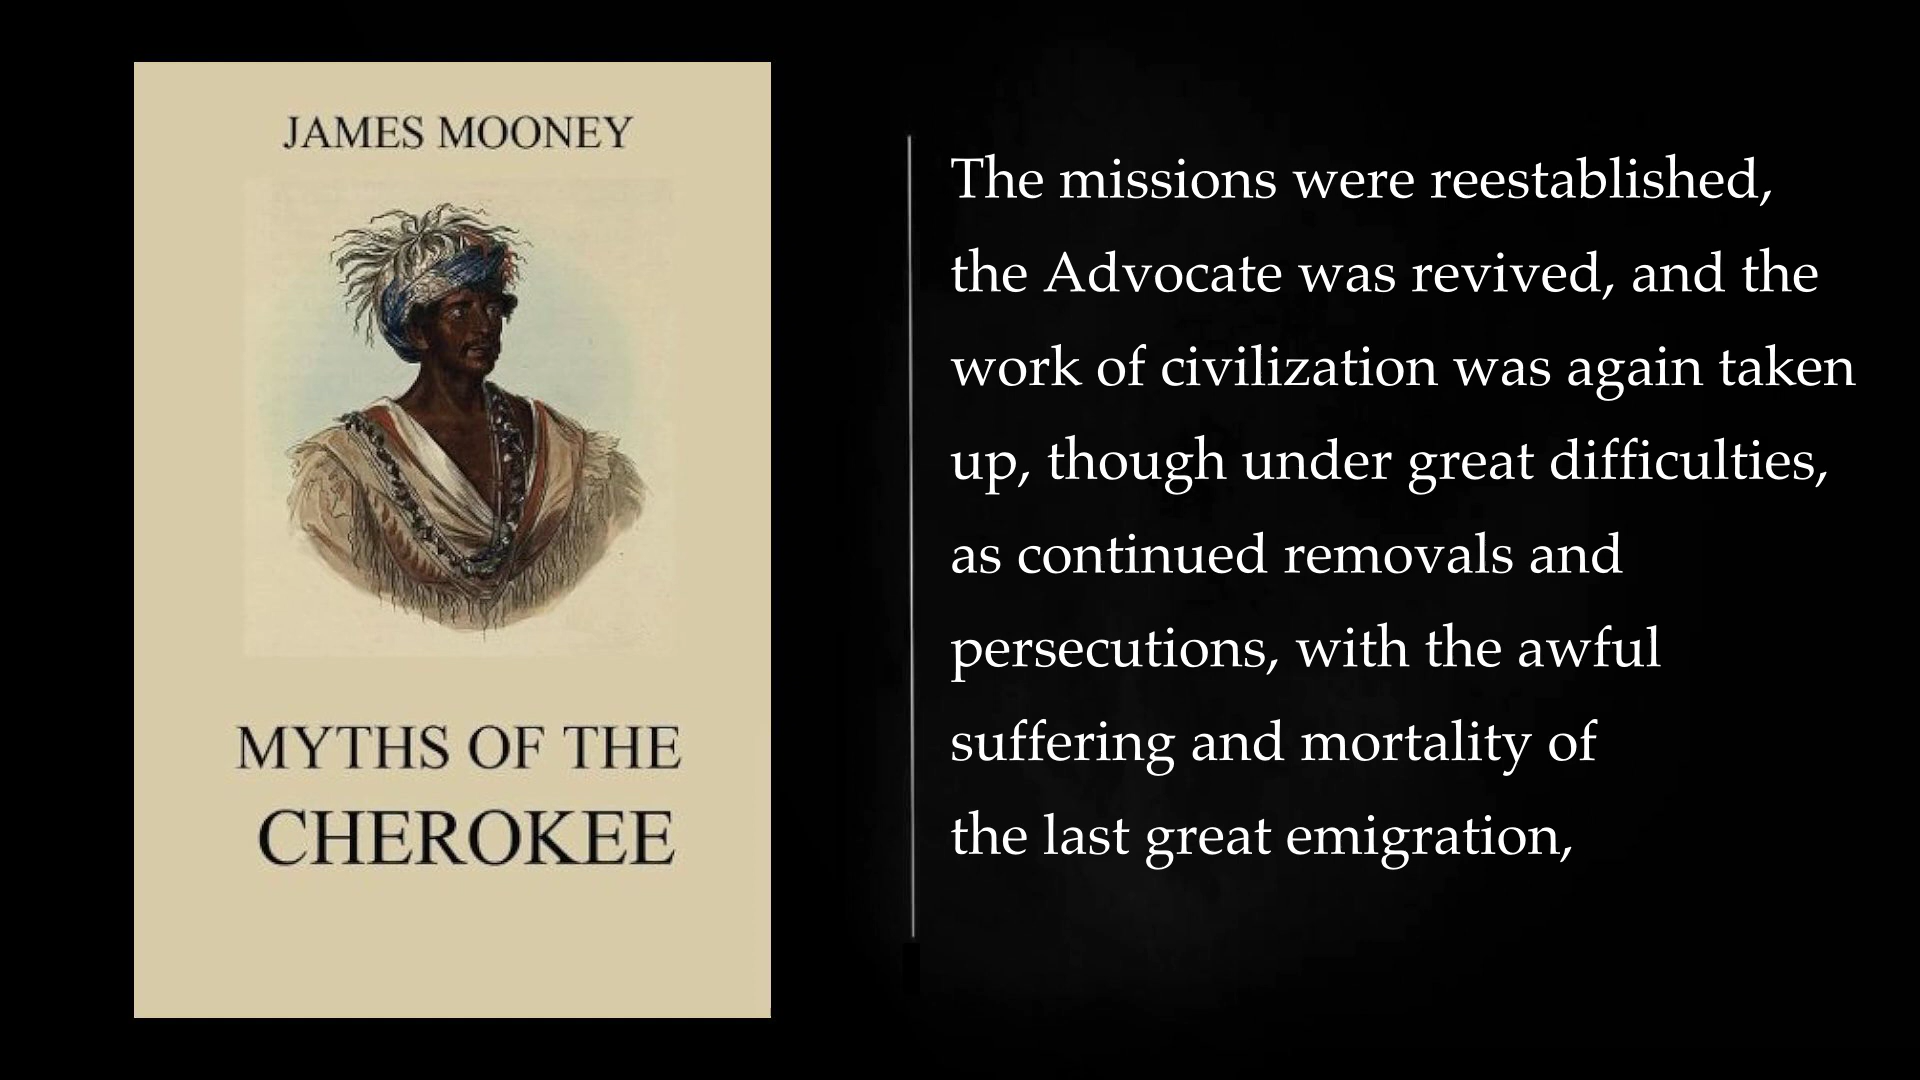 JAMES MOONEY
MYTHS OF THE
CHEROKEE
The missions were reestablished,
the Advocate was revived, and the
work of civilization was again taken
up, though under great difficulties,
as continued removals and
persecutions, with the awful
suffering and mortality of
the last great emigration,